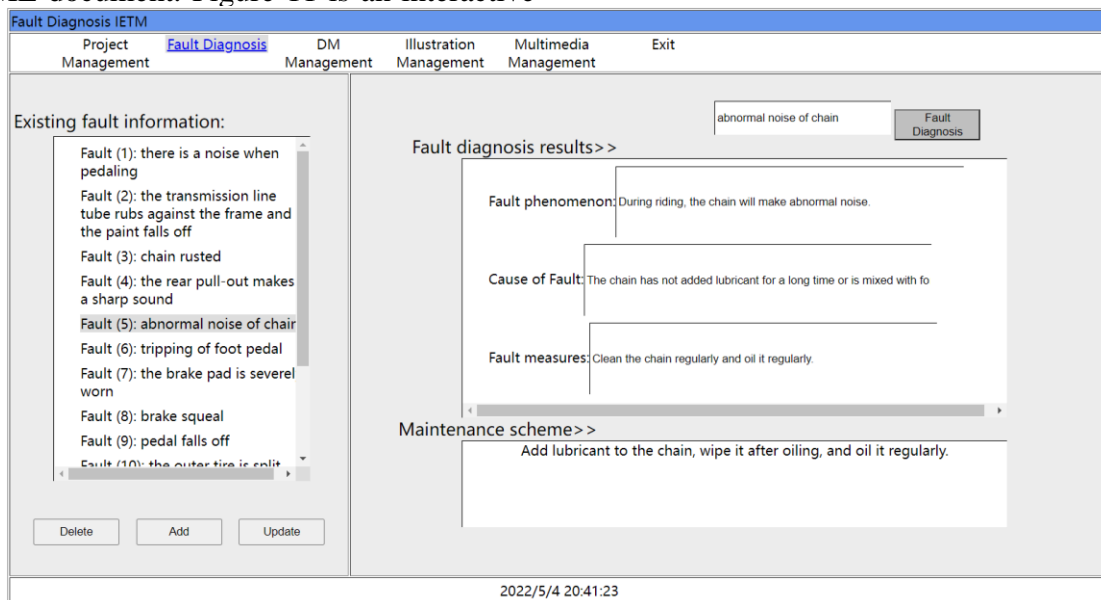 Fault Diagnosis IETM
Project Management
Fault Diagnosis
DM Management
Illustration Management
Multimedia Management
Exit
Existing fault information:
Fault (1): there is a noise when
pedaling
Fault (2): the transmission line
tube rubs against the frame and
the paint falls off
Fault (3): chain rusted
Fault (4): the rear pull-out makes
a sharp sound
Fault (5): abnormal noise of chain
Fault (6): tripping of foot pedal
Fault (7): the brake pad is severel
worn
Fault (8): brake squeal
Fault (9): pedal falls off
Fault (10): the outer tire is split
Delete
Add
Update
abnormal noise of chain
Fault
Diagnosis
Fault diagnosis results>>
Fault phenomenon: During riding, the chain will make abnormal noise.
Cause of Fault: The chain has not added lubricant for a long time or is mixed with fo
Fault measures: Clean the chain regularly and oil it regularly.
Maintenance scheme>>
Add lubricant to the chain, wipe it after oiling, and oil it regularly.
2022/5/4 20:41:23